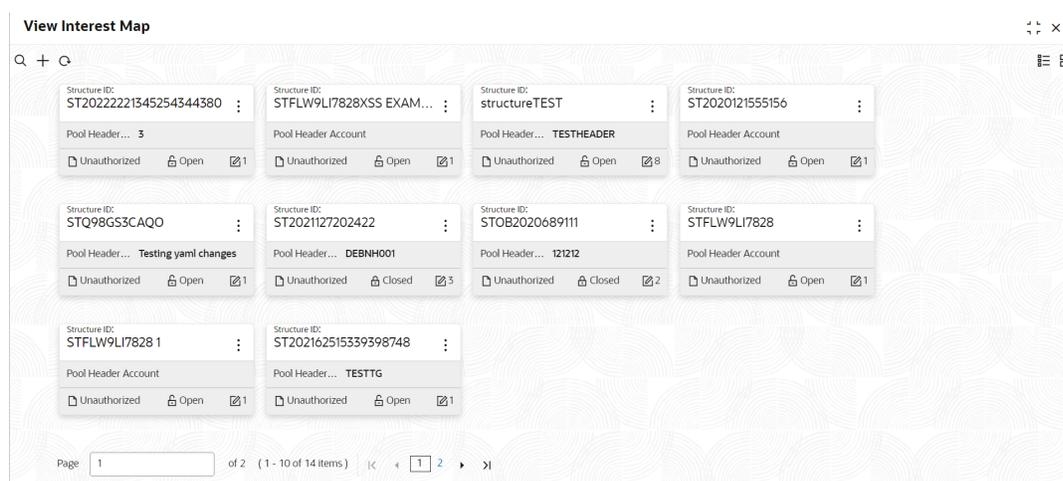 View Interest Map
Structure ID:
ST20222221345254344380
Pool Header... 3
Unauthorized Open 1
Structure ID:
STFLW9LI7828XSS EXAM...
Pool Header Account
Unauthorized Open 1
Structure ID:
structureTEST
Pool Header... TESTHEADER
Unauthorized Open 8
Structure ID:
ST2020121555156
Pool Header Account
Unauthorized Open 1
Structure ID:
STQ98GS3CAQO
Pool Header... Testing yaml changes
Unauthorized Open 1
Structure ID:
ST2021127202422
Pool Header... DEBNH001
Unauthorized Closed 3
Structure ID:
STOB2020689111
Pool Header... 121212
Unauthorized Closed 2
Structure ID:
STFLW9LI7828
Pool Header Account
Unauthorized Open 1
Structure ID:
STFLW9LI7828 1
Pool Header Account
Unauthorized Open 1
Structure ID:
ST202162515339398748
Pool Header... TESTTG
Unauthorized Open 1
Page 1 of 2 (1 - 10 of 14 items) 1 2